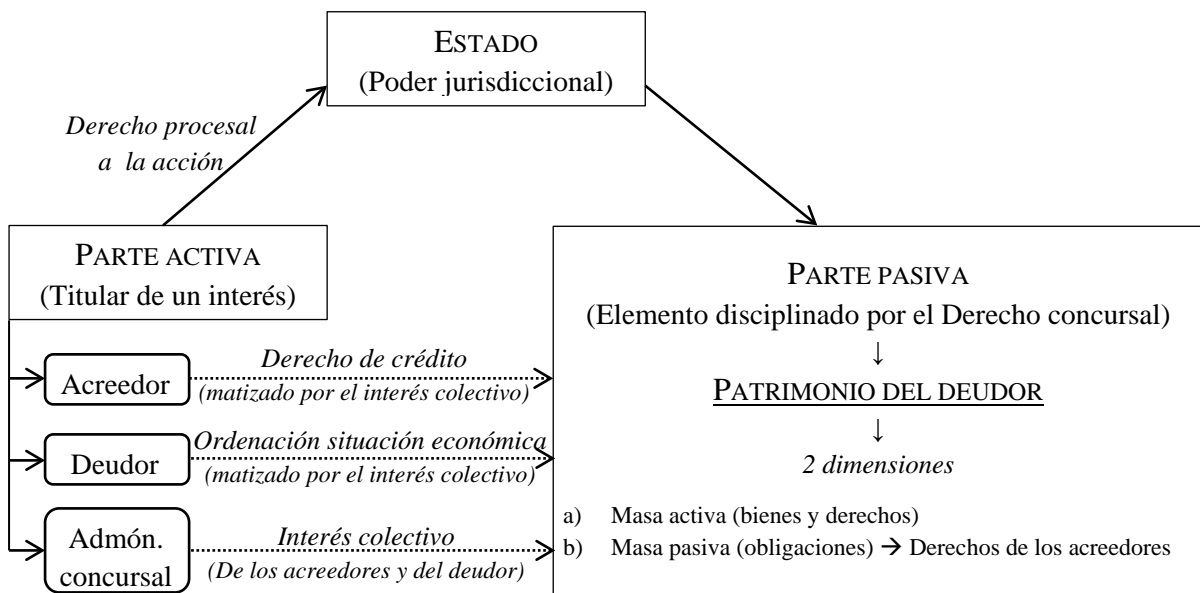 ESTADO
(Poder jurisdiccional)
Derecho procesal
a la acción
PARTE ACTIVA
(Titular de un interés)
Acreedor
Derecho de crédito
(matizado por el interés colectivo)
Deudor
Ordenación situación económica
(matizado por el interés colectivo)
Admón.
concursal
Interés colectivo
(De los acreedores y del deudor)
PARTE PASIVA
(Elemento disciplinado por el Derecho concursal)
↓
PATRIMONIO DEL DEUDOR
↓
2 dimensiones
a) Masa activa (bienes y derechos)
b) Masa pasiva (obligaciones) → Derechos de los acreedores